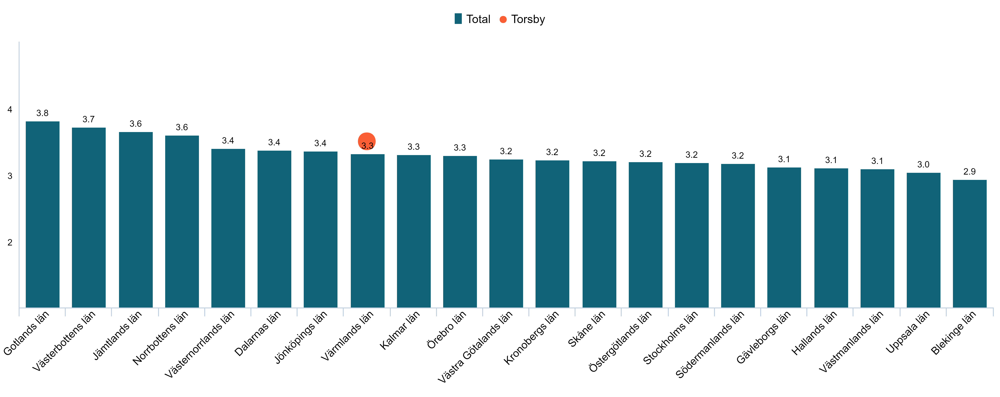 Total Torsby
4
3
2
3.8 3.7 3.6 3.6 3.4 3.4 3.4 3.3 3.3 3.3 3.2 3.2 3.2 3.2 3.2 3.2 3.1 3.1 3.1 3.0 2.9
Gotlands län
Västerbottens län
Jämtlands län
Norrbottens län
Västernorrlands län
Dalarnas län
Jönköpings län
Värmlands län
Kalmar län
Örebro län
Västra Götalands län
Kronobergs län
Skåne län
Östergötlands län
Stockholms län
Södermanlands län
Gävleborgs län
Hallands län
Västmanlands län
Uppsala län
Blekinge län